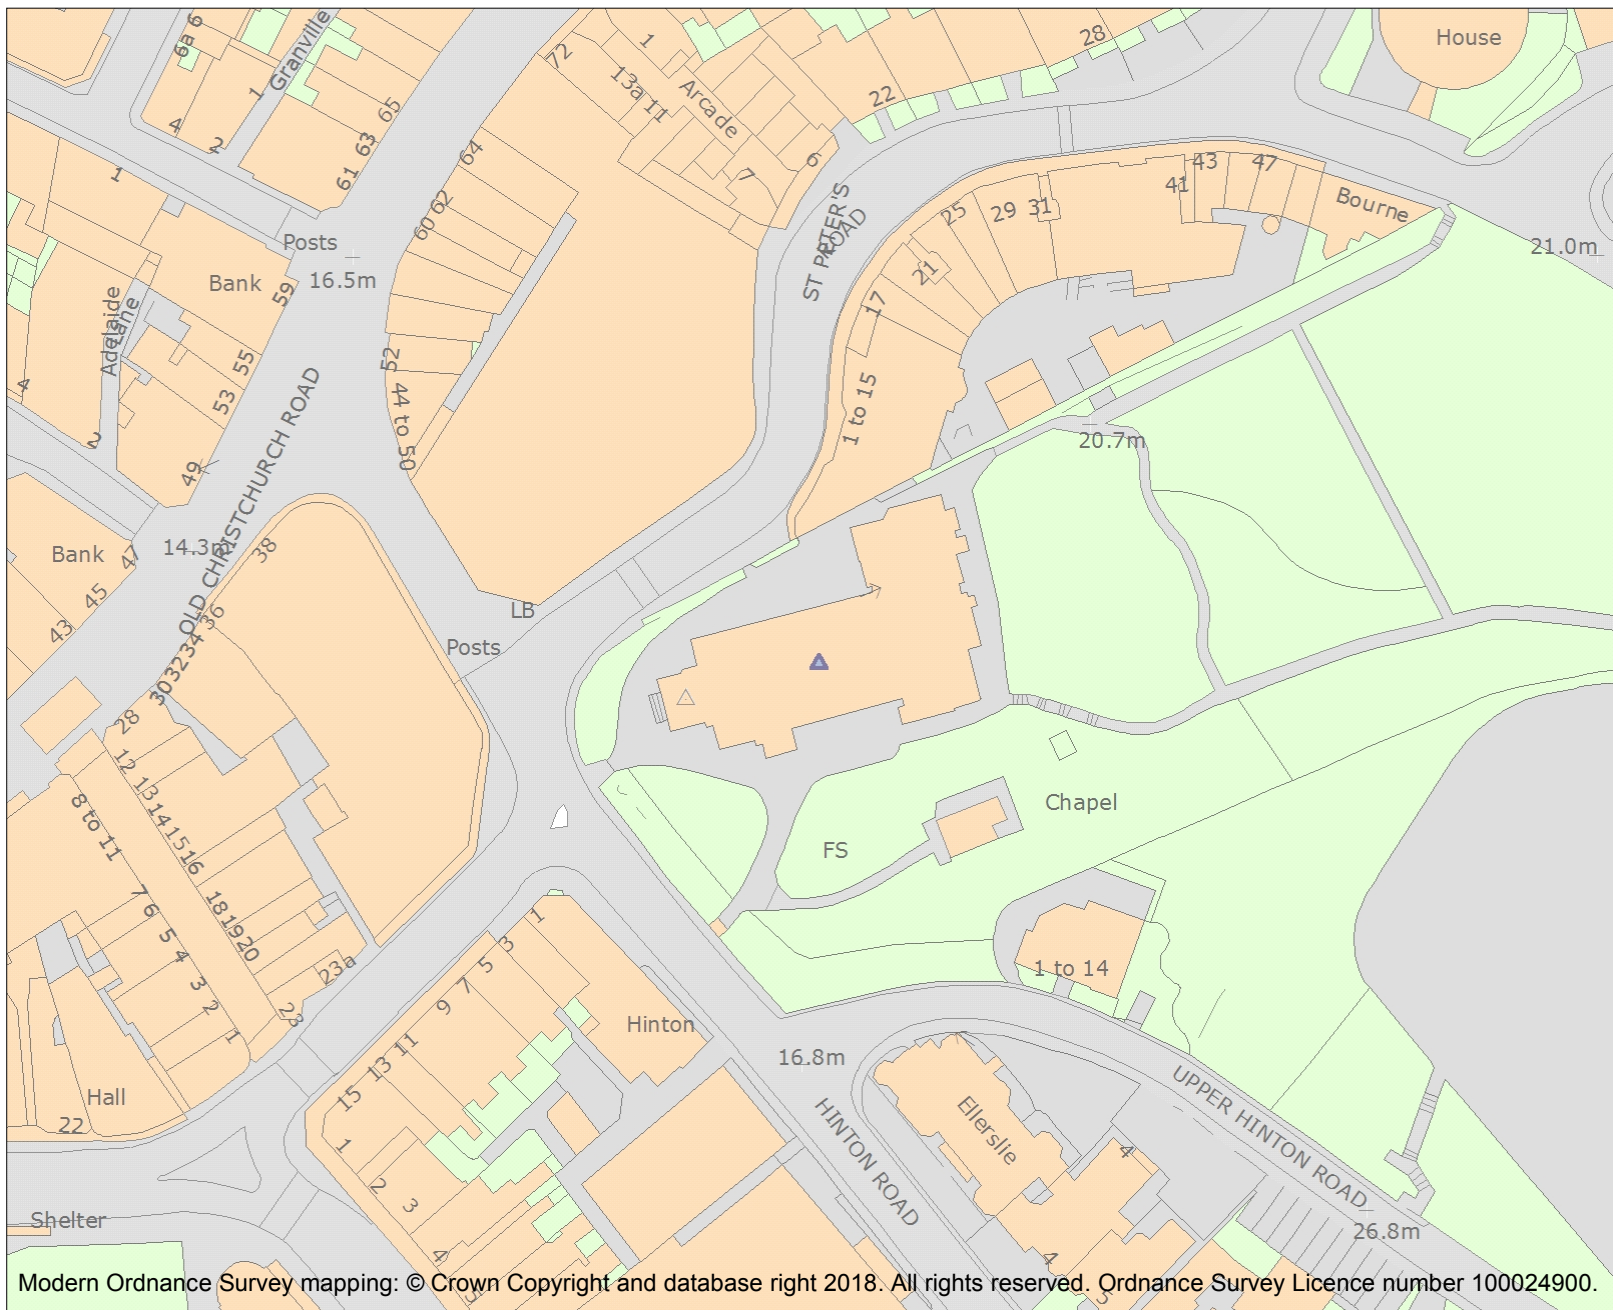 6a 6
Granville
1
4
2
65
63
61
72
1
13a 11
Arcade
7
6
22
28
House
64
62
60
1
Posts
16.5m
Bank
59
Adelaide
Lane
55
53
4
2
49
52
44 to 50
OLD CHRISTCHURCH ROAD
ST PETER'S
ROAD
25
29
31
41
43
47
Bourne
21.0m
21
17
1 to 15
20.7m
Bank
47
14.3m
38
45
43
36
34
32
30
LB
Posts
28
12
13
14
15
16
8 to 11
7
6
5
4
3
2
1
18
19
20
23a
23
Chapel
FS
1 to 14
1
3
5
7
9
11
13
15
Hinton
16.8m
Hall
22
1
2
3
4
5
Shelter
HINTON ROAD
Ellerslie
4
4
5
UPPER HINTON ROAD
26.8m
Modern Ordnance Survey mapping: © Crown Copyright and database right 2018. All rights reserved. Ordnance Survey Licence number 100024900.